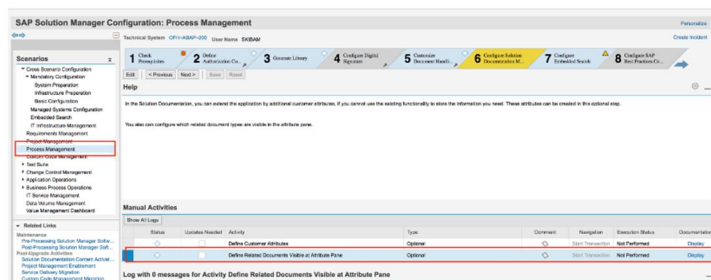 SAP Solution Manager Configuration: Process Management
Personalize
Technical System
User Name SKIBAM
Create Incident
Scenarios
1 Check Prerequisites
2 Define Authorization Co...
3 Generate Library
4 Configure Digital Signature
5 Customize Document Handli...
6 Configure Solution Documentation M...
7 Configure Embedded Search
8 Configure SAP Best Practices Co...
Cross Scenario Configuration
Mandatory Configuration
System Preparation
Infrastructure Preparation
Basic Configuration
Managed Systems Configuration
Embedded Search
IT Infrastructure Management
Requirements Management
Project Management
Process Management
Custom Code Management
Test Suite
Change Control Management
Application Operations
Business Process Operations
IT Service Management
Data Volume Management
Value Management Dashboard
Related Links
Maintenance
Pre-Processing Solution Manager Softw...
Post-Processing Solution Manager Soft...
Post-Upgrade Activities
Solution Documentation Content Activat...
Project Management Enablement
Service Delivery Migration
Custom Code Management Migration
Edit < Previous Next > Save Reset
Help
In the Solution Documentation, you can extend the application by additional customer attributes, if you cannot use the existing functionality to store the information you need. These attributes can be created in this optional step.
You also can configure which related document types are visible in the attribute pane.
Manual Activities
Show All Logs
Status Updates Needed Activity Type Comment Navigation Execution Status Documentation
Define Customer Attributes Optional Start Transaction Not Performed Display
Define Related Documents Visible at Attribute Pane Optional Start Transaction Not Performed Display
Log with 0 messages for Activity Define Related Documents Visible at Attribute Pane